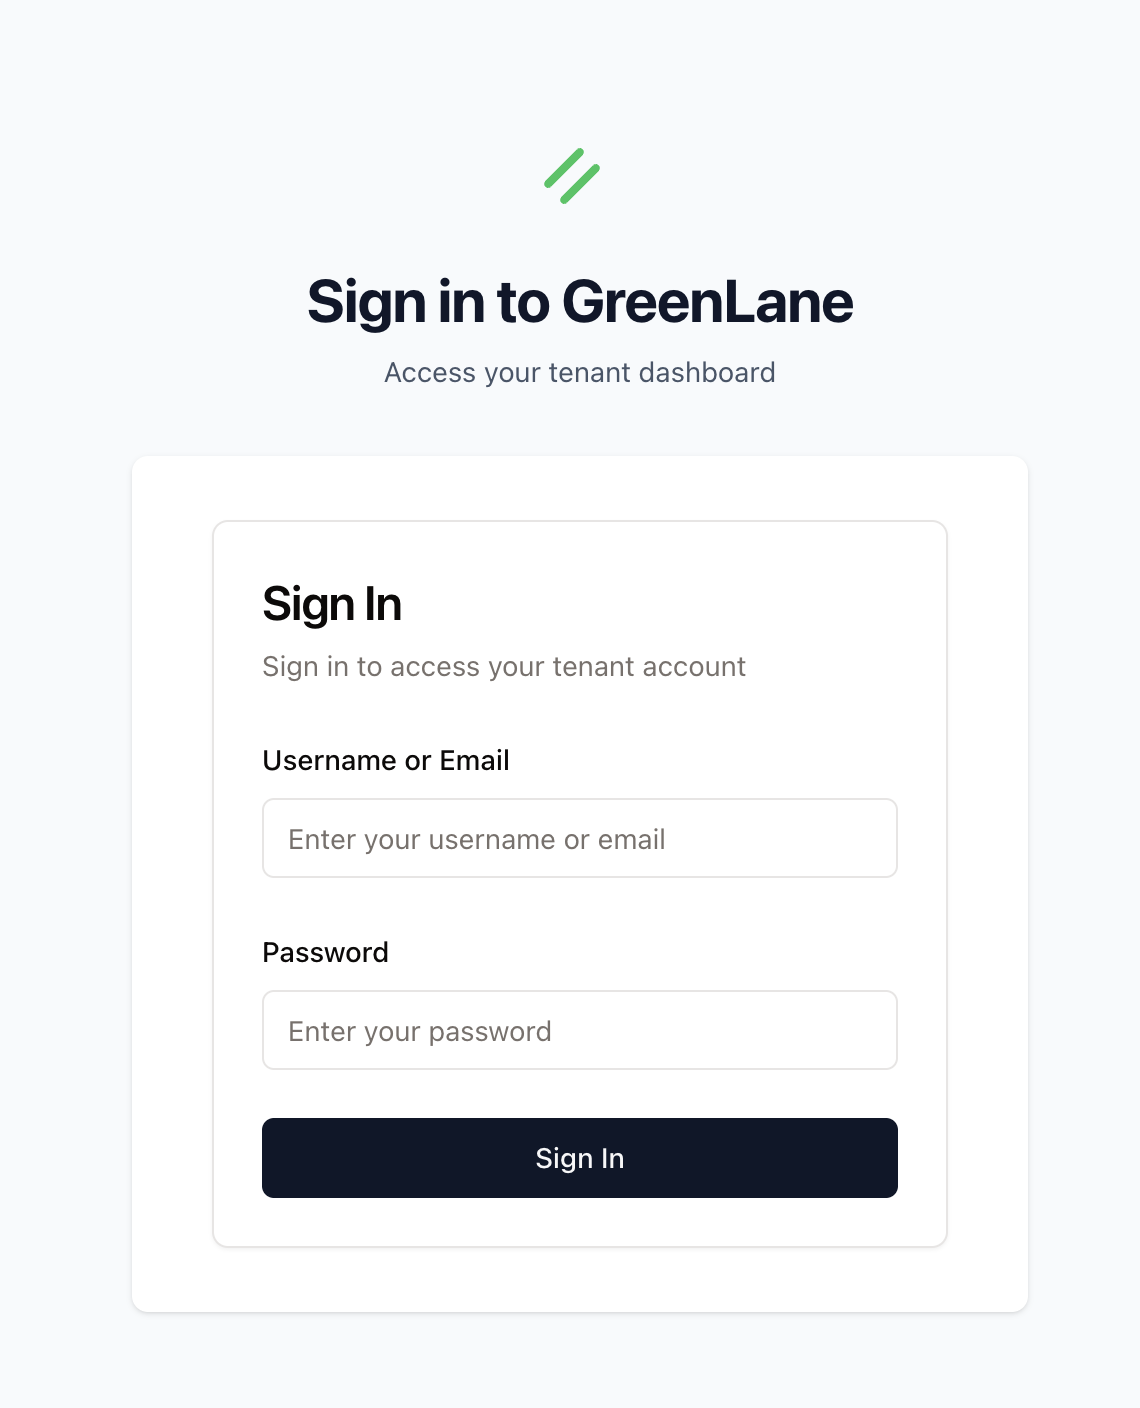 Sign in to GreenLane
Access your tenant dashboard
Sign In
Sign in to access your tenant account
Username or Email
Enter your username or email
Password
Enter your password
Sign In